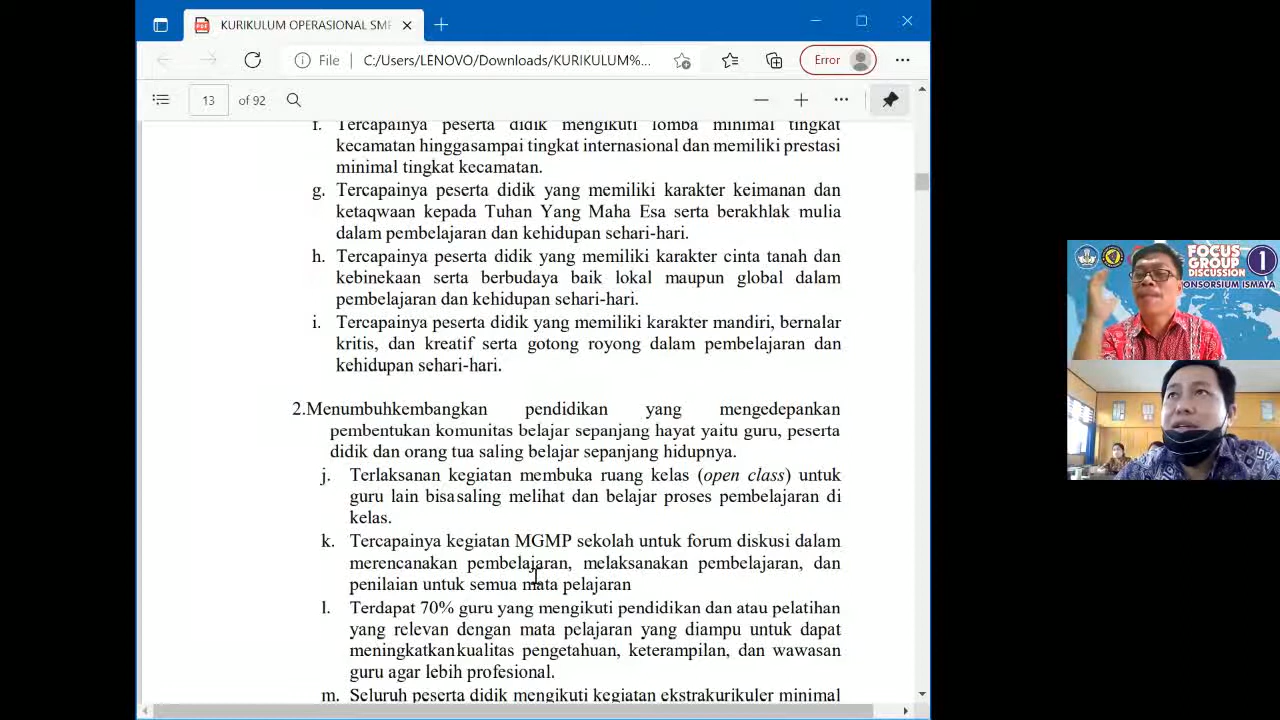 KURIKULUM OPERASIONAL SMP
File C:/Users/LENOVO/Downloads/KURIKULUM%...
Error
13 of 92
f. Tercapainya peserta didik mengikuti lomba minimal tingkat
kecamatan hinggasampai tingkat internasional dan memiliki prestasi
minimal tingkat kecamatan.
g. Tercapainya peserta didik yang memiliki karakter keimanan dan
ketaqwaan kepada Tuhan Yang Maha Esa serta berakhlak mulia
dalam pembelajaran dan kehidupan sehari-hari.
h. Tercapainya peserta didik yang memiliki karakter cinta tanah dan
kebinekaan serta berbudaya baik lokal maupun global dalam
pembelajaran dan kehidupan sehari-hari.
i. Tercapainya peserta didik yang memiliki karakter mandiri, bernalar
kritis, dan kreatif serta gotong royong dalam pembelajaran dan
kehidupan sehari-hari.
2.Menumbuhkembangkan pendidikan yang mengedepankan
pembentukan komunitas belajar sepanjang hayat yaitu guru, peserta
didik dan orang tua saling belajar sepanjang hidupnya.
j. Terlaksanan kegiatan membuka ruang kelas (open class) untuk
guru lain bisasaling melihat dan belajar proses pembelajaran di
kelas.
k. Tercapainya kegiatan MGMP sekolah untuk forum diskusi dalam
merencanakan pembelajaran, melaksanakan pembelajaran, dan
penilaian untuk semua mata pelajaran
l. Terdapat 70% guru yang mengikuti pendidikan dan atau pelatihan
yang relevan dengan mata pelajaran yang diampu untuk dapat
meningkatkankualitas pengetahuan, keterampilan, dan wawasan
guru agar lebih profesional.
m. Seluruh peserta didik mengikuti kegiatan ekstrakurikuler minimal
FOCUS
GROUP
DISCUSSION 1
ONSORSIUM ISMAYA